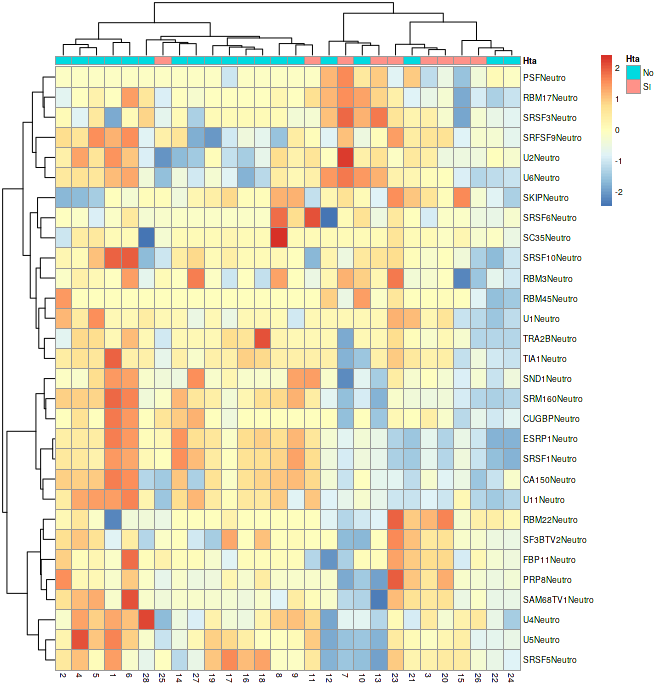 Hta
Hta
No
SI
2
1
0
-1
-2
PSFNeutro
RBM17Neutro
SRSF3Neutro
SRFSF9Neutro
U2Neutro
U6Neutro
SKIPNeutro
SRSF6Neutro
SC35Neutro
SRSF10Neutro
RBM3Neutro
RBM45Neutro
U1Neutro
TRA2BNeutro
TIA1Neutro
SND1Neutro
SRM160Neutro
CUGBPNeutro
ESRP1Neutro
SRSF1Neutro
CA150Neutro
U11Neutro
RBM22Neutro
SF3BTV2Neutro
FBP11Neutro
PRP8Neutro
SAM68TV1Neutro
U4Neutro
U5Neutro
SRSF5Neutro
2 4 5 1 6 28 25 14 27 19 17 16 18 8 9 11 12 7 10 13 23 21 3 20 15 26 22 24